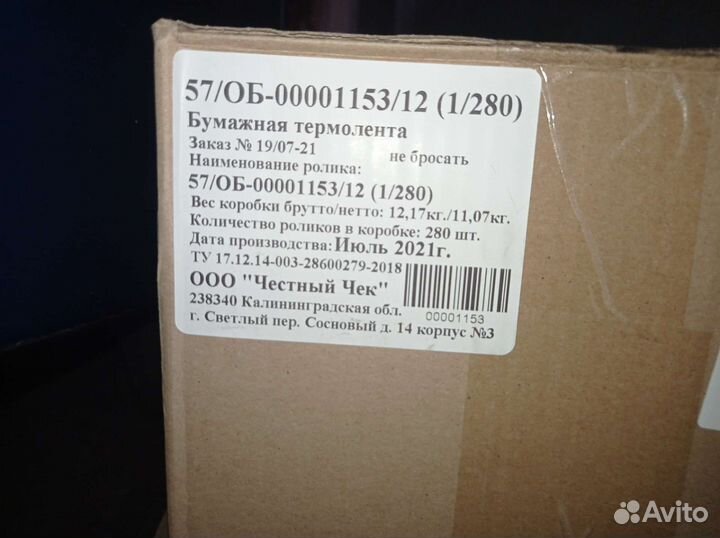 57/ОБ-00001153/12 (1/280)
Бумажная термолента
Заказ № 19/07-21 не бросать
Наименование ролика:
57/ОБ-00001153/12 (1/280)
Вес коробки брутто/нетто: 12,17кг./11,07кг.
Количество роликов в коробке: 280 шт.
Дата производства: Июль 2021г.
ТУ 17.12.14-003-28600279-2018
ООО "Честный Чек"
00001153
238340 Калининградская обл.
г. Светлый пер. Сосновый д. 14 корпус №3
Avito